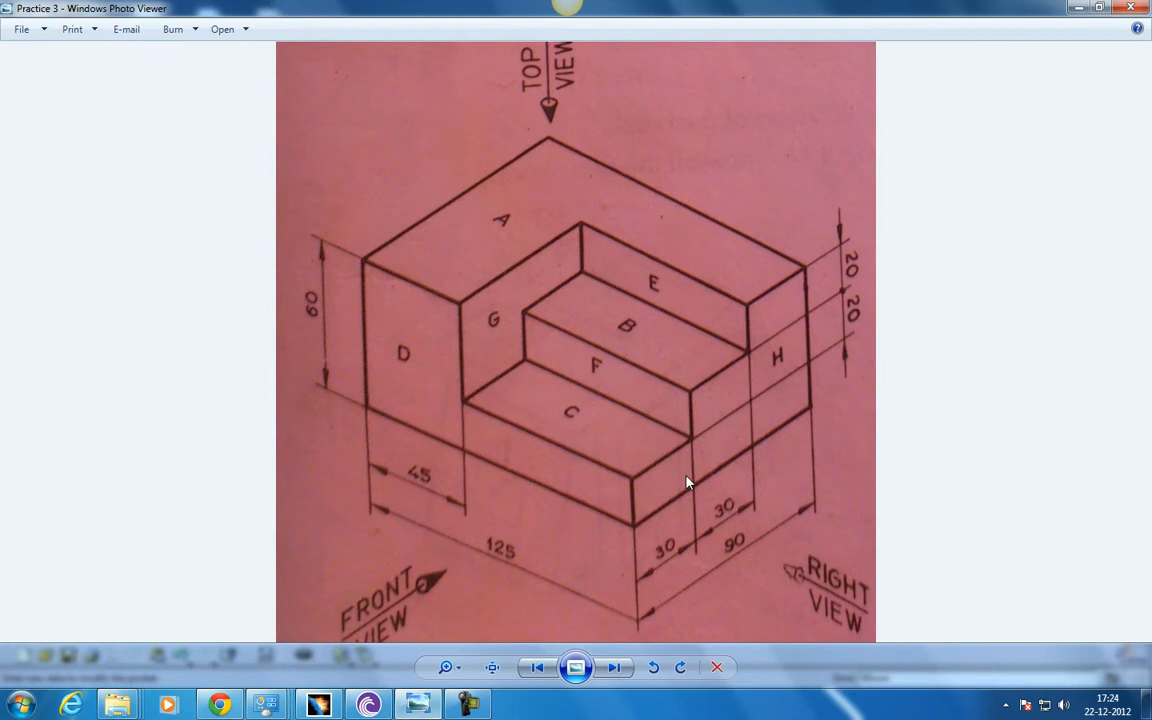 Practice 3 - Windows Photo Viewer
File Print E-mail Burn Open
TOP
VIEW
A
20
E
20
60
G
B
D
F
H
C
45
30
125
30
90
FRONT
VIEW
RIGHT
VIEW
17:24
22-12-2012